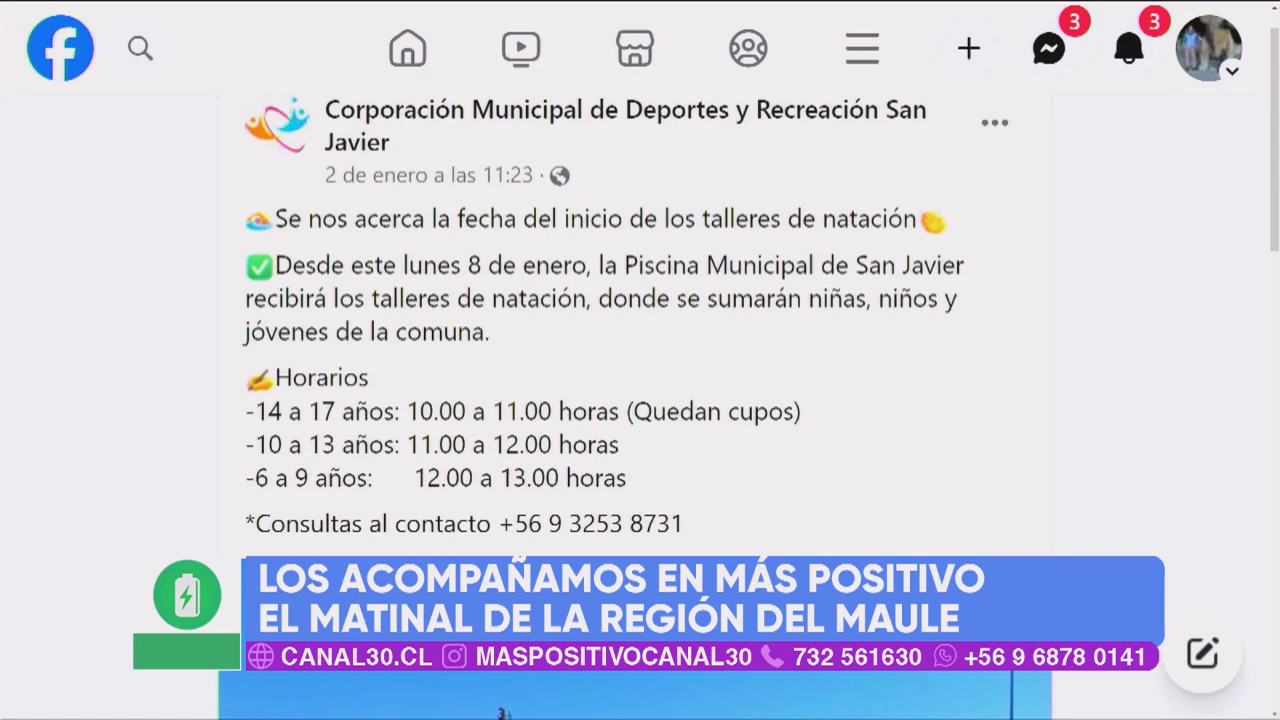 3
3
Corporación Municipal de Deportes y Recreación San
Javier
2 de enero a las 11:23 ·
Se nos acerca la fecha del inicio de los talleres de natación
Desde este lunes 8 de enero, la Piscina Municipal de San Javier
recibirá los talleres de natación, donde se sumarán niñas, niños y
jóvenes de la comuna.
Horarios
-14 a 17 años: 10.00 a 11.00 horas (Quedan cupos)
-10 a 13 años: 11.00 a 12.00 horas
-6 a 9 años: 12.00 a 13.00 horas
*Consultas al contacto +56 9 3253 8731
LOS ACOMPAÑAMOS EN MÁS POSITIVO
EL MATINAL DE LA REGIÓN DEL MAULE
CANAL30.CL MASPOSITIVOCANAL30 732 561630 +56 9 6878 0141